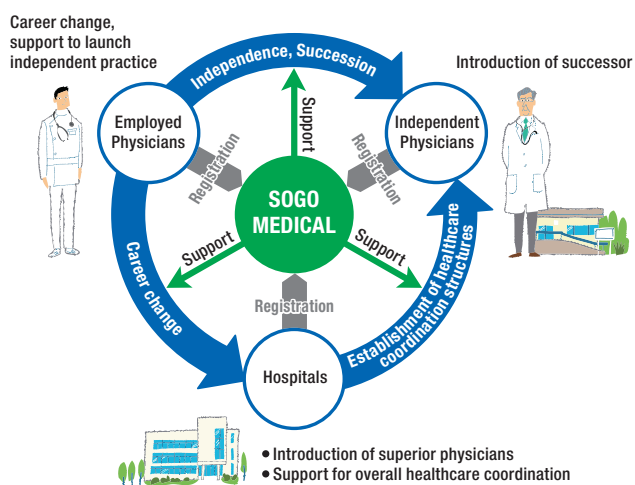 Career change,
support to launch
independent practice
Independence, Succession
Introduction of successor
Employed
Physicians
Support
Independent
Physicians
Registration
Registration
SOGO
MEDICAL
Support
Support
Career change
Registration
Establishment of healthcare
coordination structures
Hospitals
• Introduction of superior physicians
• Support for overall healthcare coordination